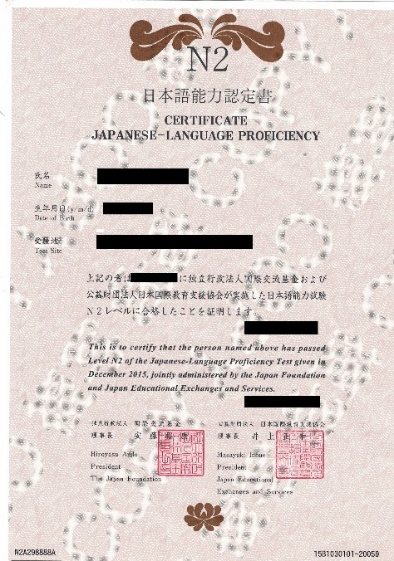 N2
日本語能力認定書
CERTIFICATE
JAPANESE-LANGUAGE PROFICIENCY
氏名
Name
生年月日(y/m/d)
Date of Birth
受験地
Test Site
上記の者は に独立行政法人国際交流基金および
公益財団法人日本国際教育支援協会が実施した日本語能力試験
N2レベルに合格したことを証明します
This is to certify that the person named above has passed
Level N2 of the Japanese-Language Proficiency Test given in
December 2015, jointly administered by the Japan Foundation
and Japan Educational Exchanges and Services.
独立行政法人 国際交流基金
理事長 安藤裕康
Hiroyasu Ando
President
The Japan Foundation
公益財団法人 日本国際教育支援協会
理事長 井上正幸
Masayuki Inoue
President
Japan Educational
Exchanges and Services
N2A298888A
15B1030101-20059